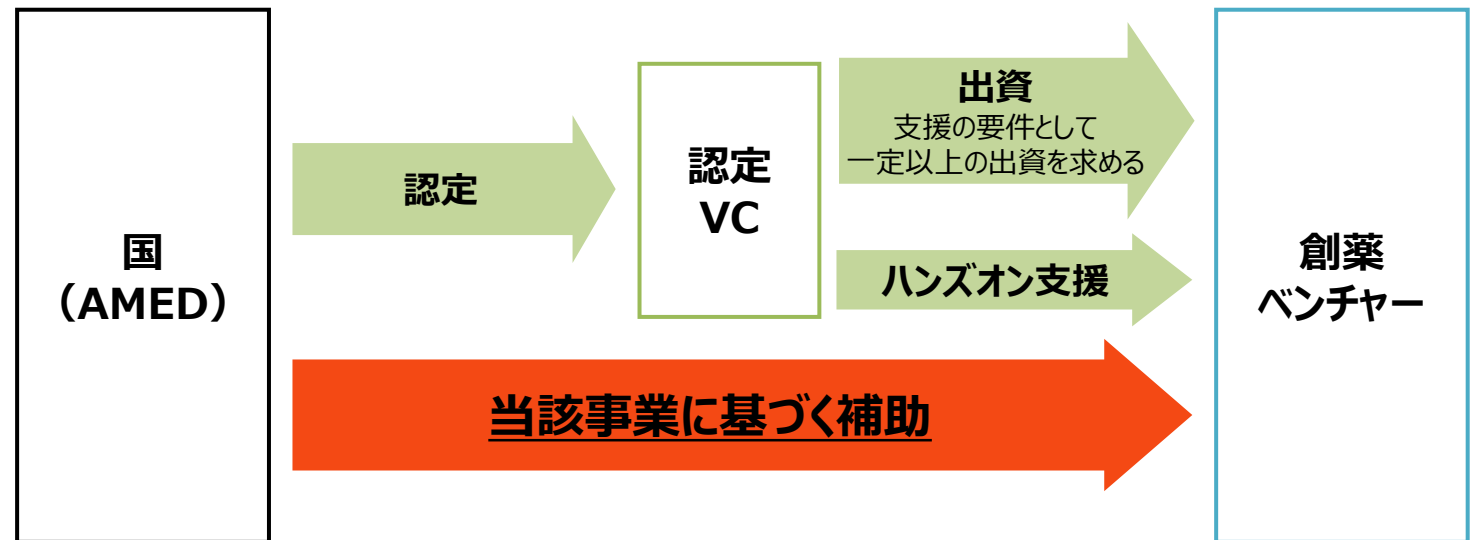 国
（AMED）
認定
認定
VC
出資
支援の要件として
一定以上の出資を求める
ハンズオン支援
当該事業に基づく補助
創薬
ベンチャー